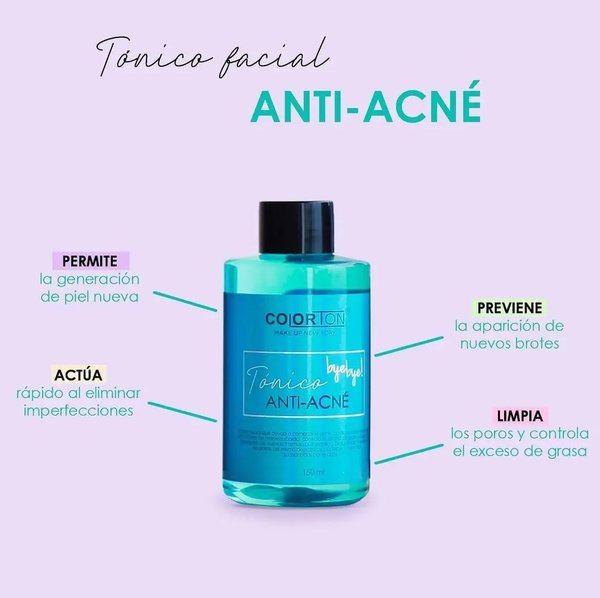 Tónico facial
ANTI-ACNÉ
PERMITE
la generación
de piel nueva
ACTÚA
rápido al eliminar
imperfecciones
COLORTON
MAKE UP NEW YORK
bye bye!
Tónico
ANTI-ACNÉ
150 ml
PREVIENE
la aparición de
nuevos brotes
LIMPIA
los poros y controla
el exceso de grasa